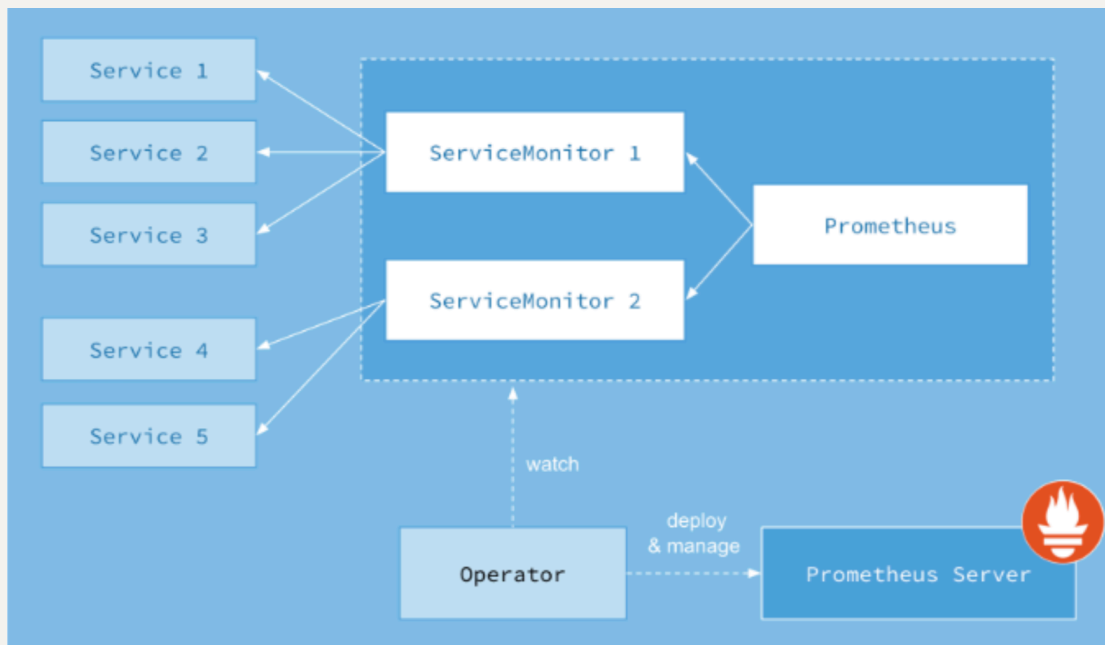 Service 1
Service 2
Service 3
Service 4
Service 5
ServiceMonitor 1
ServiceMonitor 2
Prometheus
watch
Operator
deploy
& manage
Prometheus Server